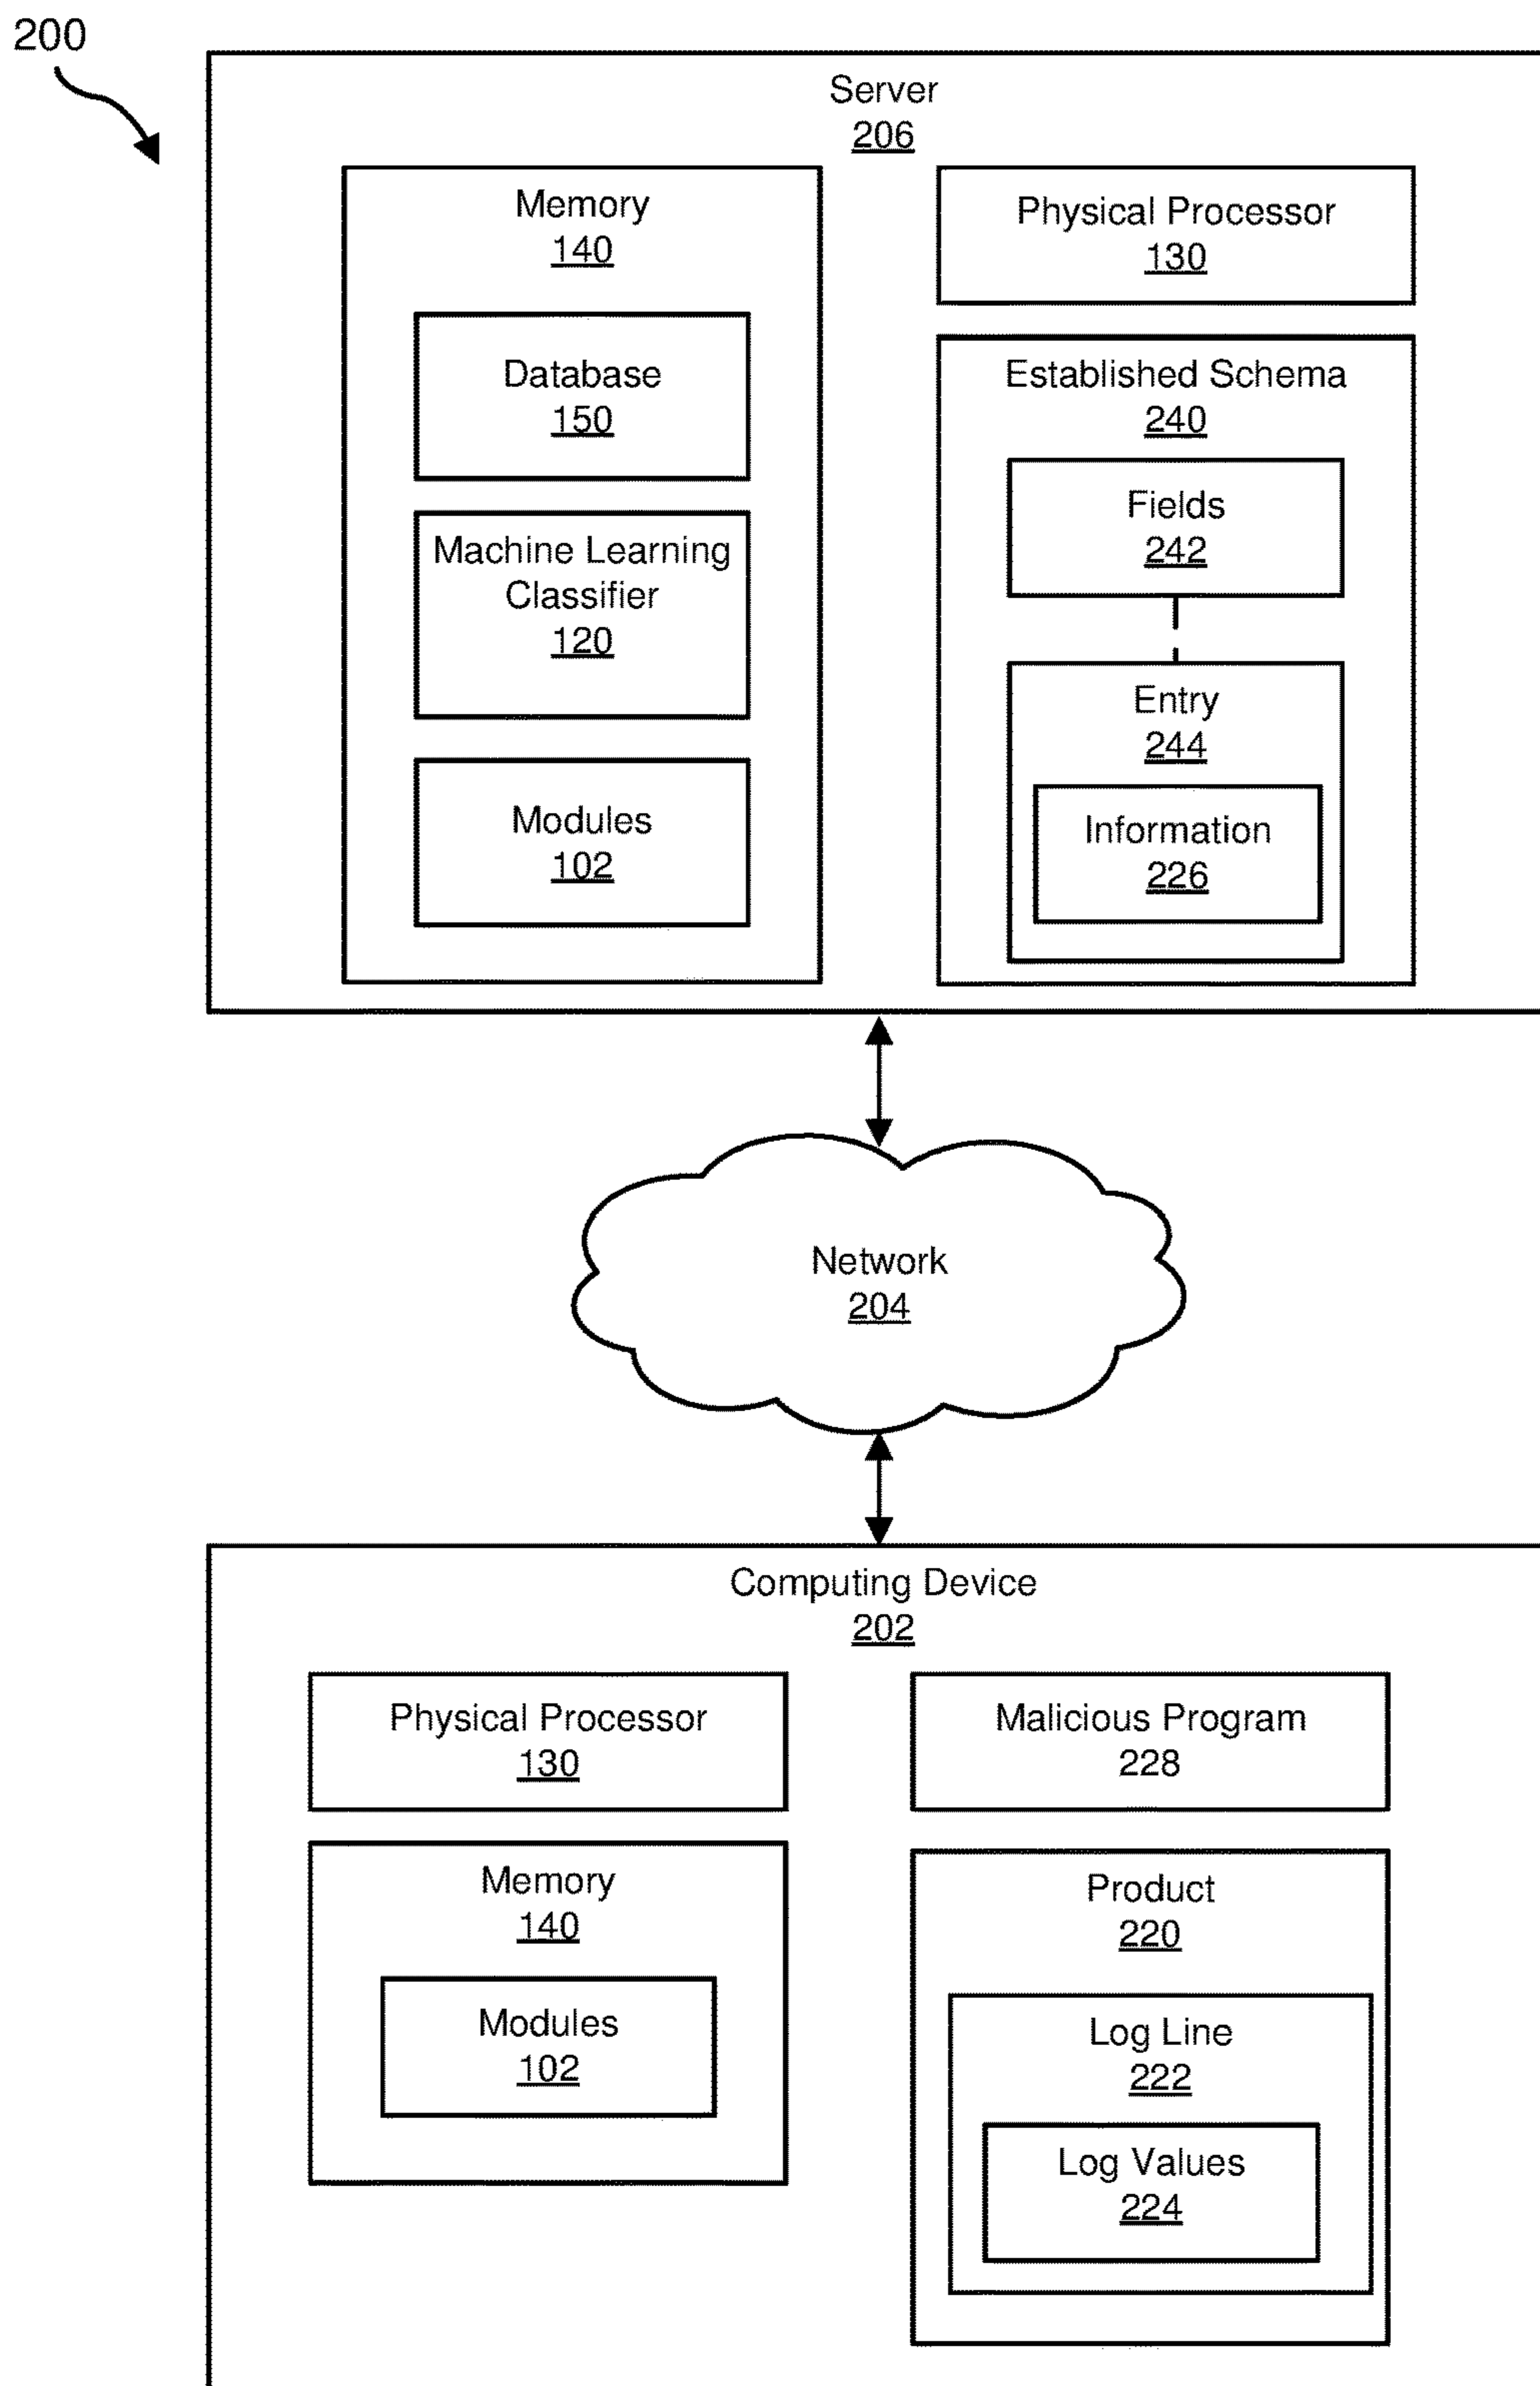 200
Server
206
Memory
140
Database
150
Machine Learning
Classifier
120
Modules
102
Physical Processor
130
Established Schema
240
Fields
242
Entry
244
Information
226
Network
204
Computing Device
202
Physical Processor
130
Memory
140
Modules
102
Malicious Program
228
Product
220
Log Line
222
Log Values
224